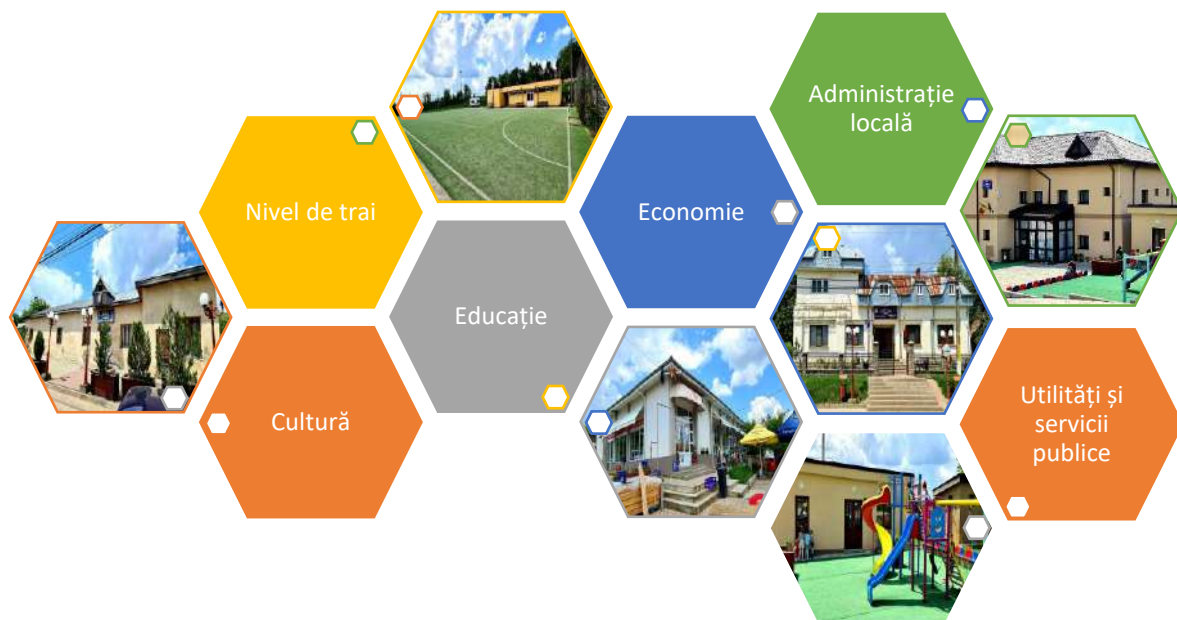 Administrație
locală
Nivel de trai
Economie
Educație
Cultură
Utilități și
servicii
publice